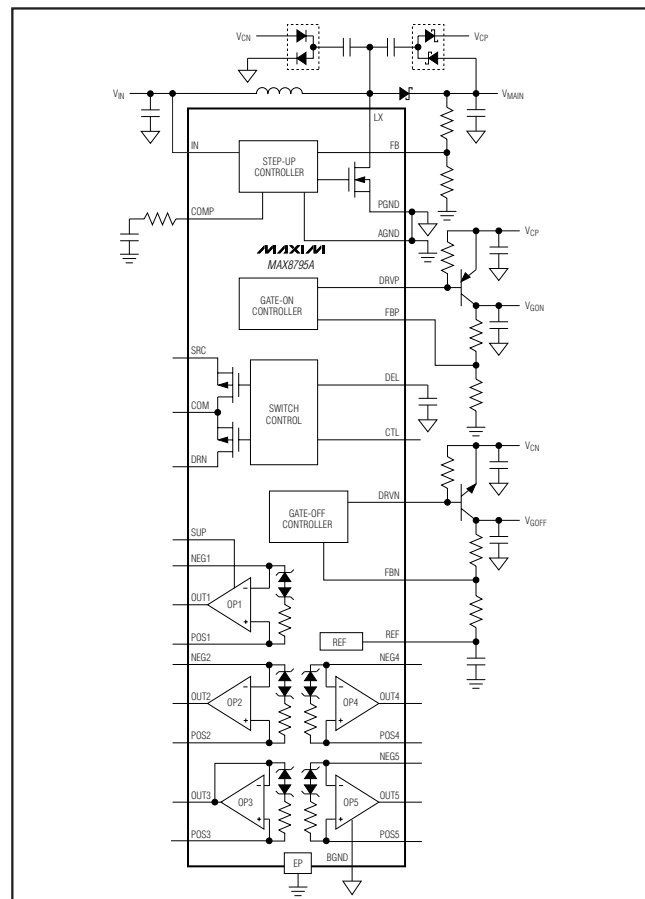 VCN
VCP
VIN
VMAIN
LX
IN
FB
STEP-UP
CONTROLLER
COMP
PGND
AGND
MAXIM
MAX8795A
VCP
DRVP
GATE-ON
CONTROLLER
FBP
VGON
SRC
DEL
COM
SWITCH
CONTROL
CTL
DRN
VCN
DRVN
GATE-OFF
CONTROLLER
VGOFF
SUP
NEG1
FBN
OUT1
OP1
−
+
POS1
REF
REF
NEG2
NEG4
OUT2
OP2
−
+
OP4
−
+
OUT4
POS2
POS4
NEG5
OUT3
OP3
−
+
OP5
−
+
OUT5
POS3
POS5
EP
BGND